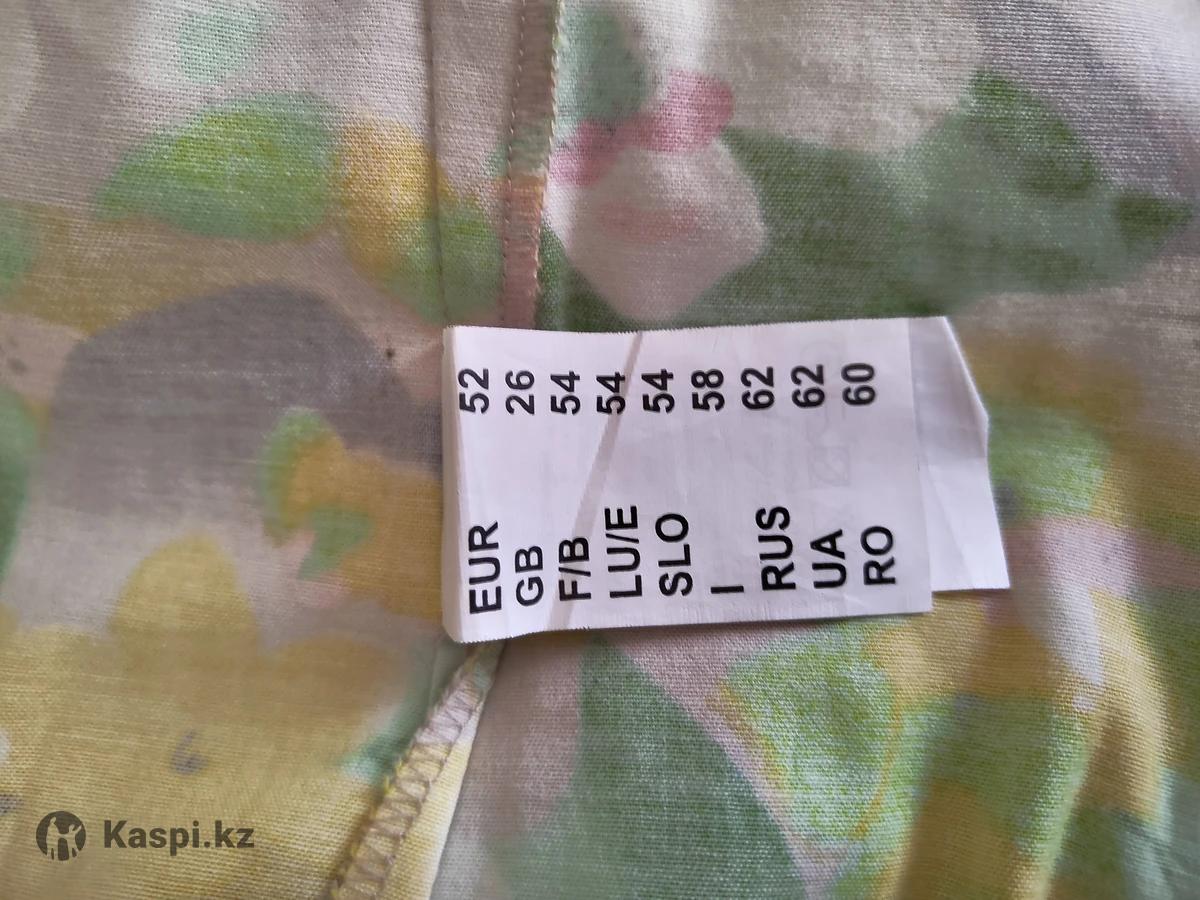 EUR 52
GB 26
F/B 54
LU/E 54
SLO 54
I 58
RUS 62
UA 62
RO 60
Kaspi.kz